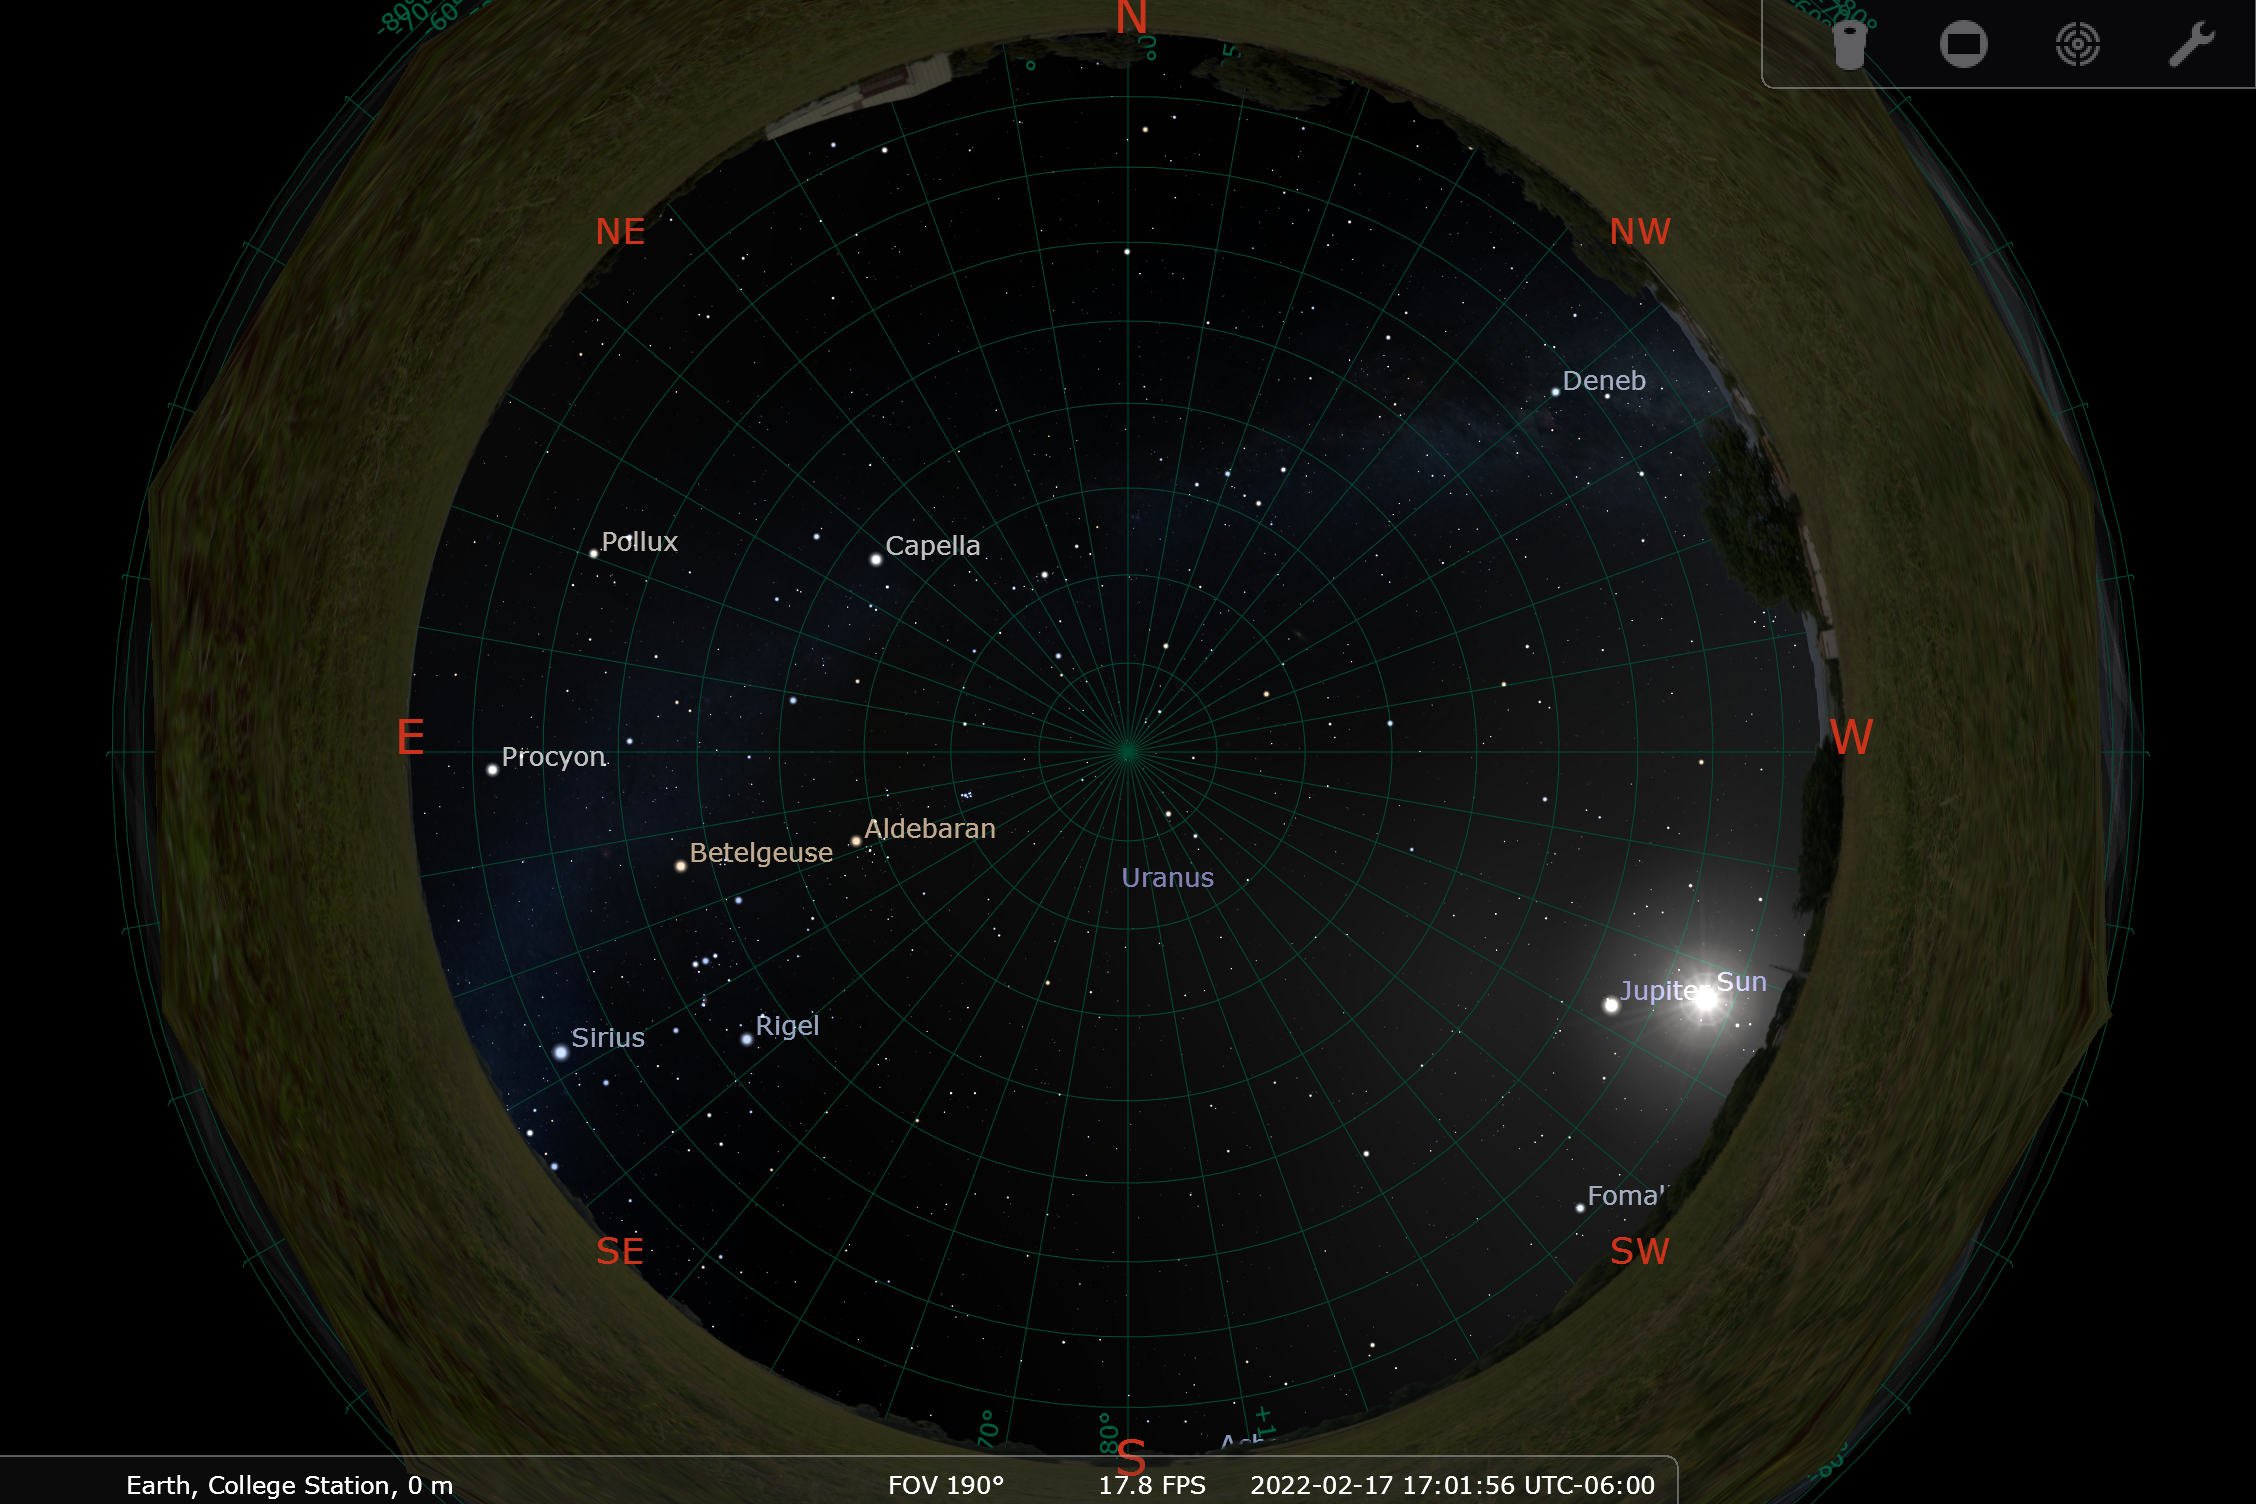 N
NE
NW
Deneb
Pollux
Capella
E
W
Procyon
Aldebaran
Betelgeuse
Uranus
Jupiter
Sun
Rigel
Sirius
SE
SW
S
Earth, College Station, 0 m
FOV 190°
17.8 FPS
2022-02-17 17:01:56 UTC-06:00